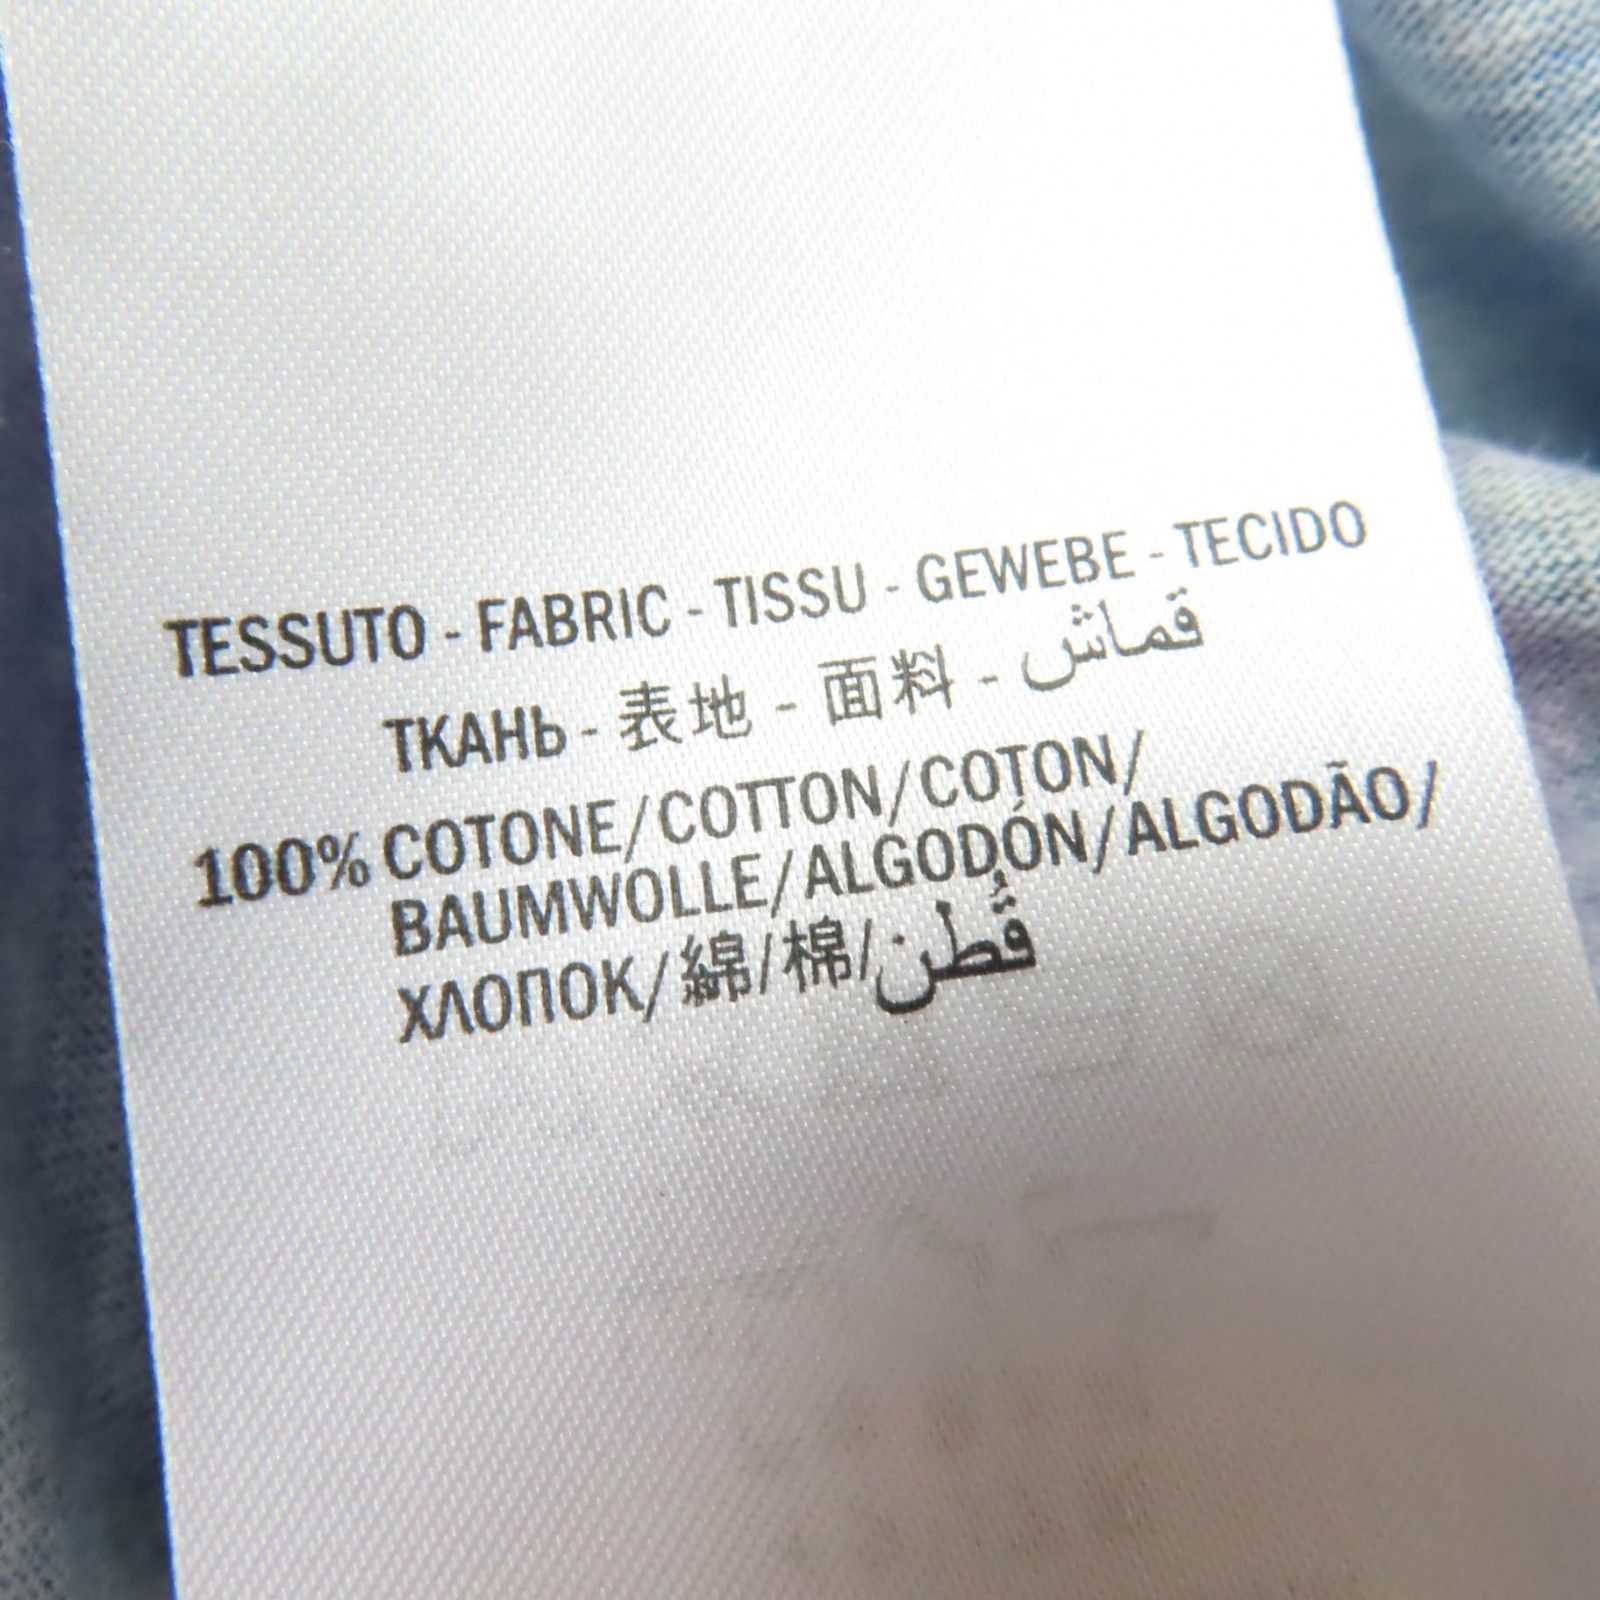 TESSUTO - FABRIC - TISSU - GEWEBE - TECIDO
ТКАНЬ - 表地 - 面料 - قماش
100% COTONE/COTTON/COTON/
BAUMWOLLE/ALGODÓN/ALGODÃO/
ХЛОПОК/綿/棉/قُطن